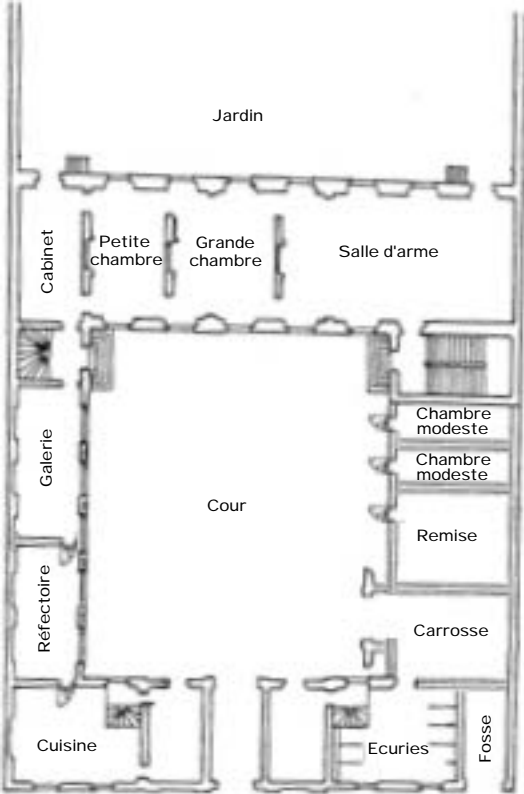 Jardin
Cabinet
Petite
chambre
Grande
chambre
Salle d'arme
Galerie
Chambre
modeste
Chambre
modeste
Cour
Remise
Réfectoire
Carrosse
Cuisine
Ecuries
Fosse